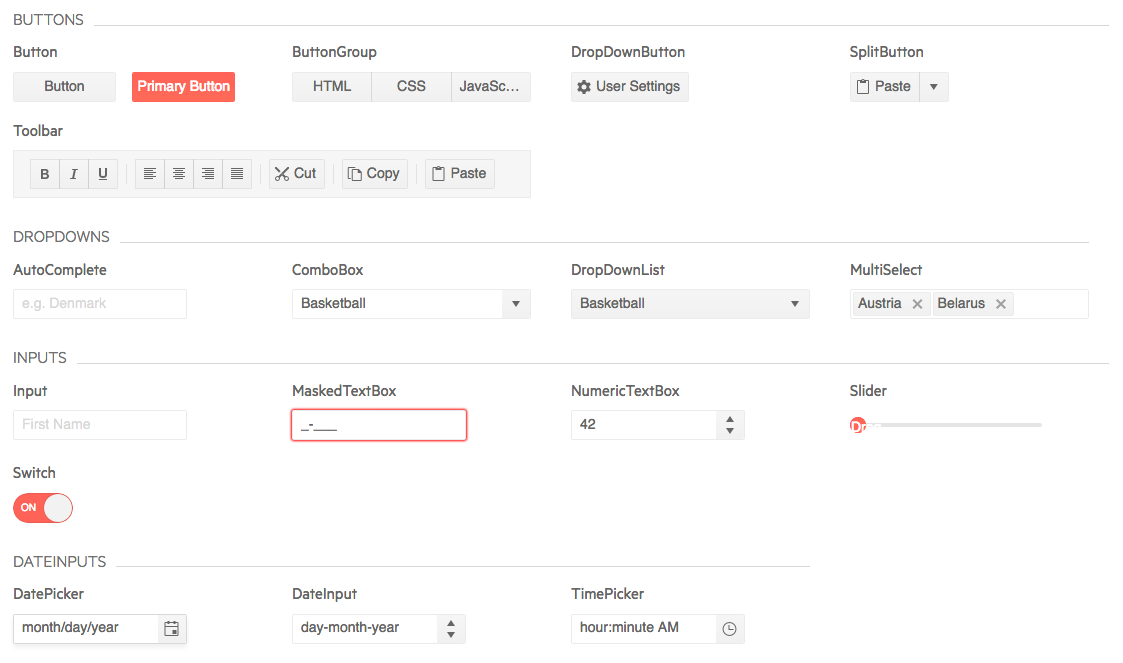 BUTTONS
Button ButtonGroup DropDownButton SplitButton
Button Primary Button HTML CSS JavaSc... User Settings Paste
Toolbar
B I U Cut Copy Paste
DROPDOWNS
AutoComplete ComboBox DropDownList MultiSelect
e.g. Denmark Basketball Basketball Austria Belarus
INPUTS
Input MaskedTextBox NumericTextBox Slider
First Name _-___ 42
Switch
ON
DATEINPUTS
DatePicker DateInput TimePicker
month/day/year day-month-year hour:minute AM